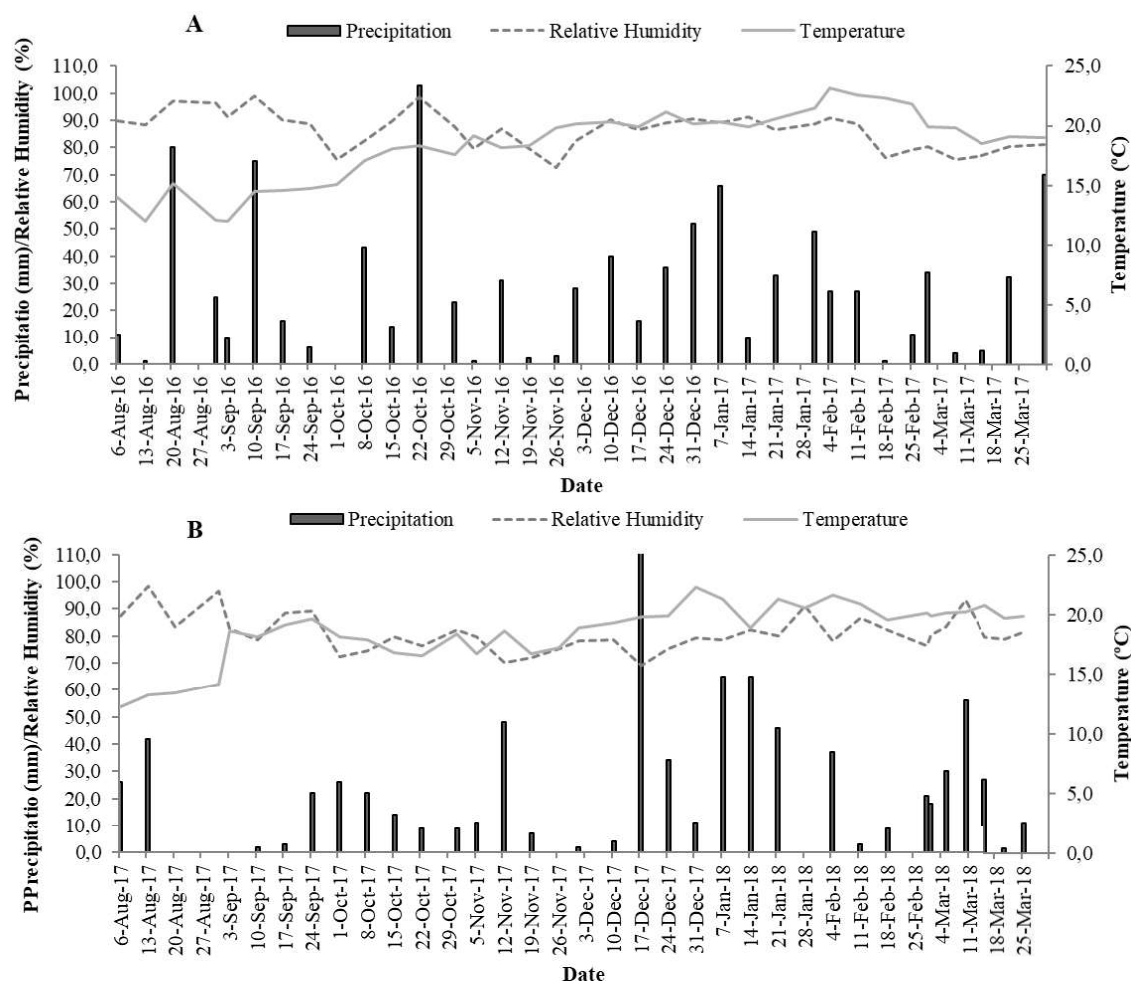 A
Precipitation Relative Humidity Temperature
Precipitatio (mm)/Relative Humidity (%)
110,0
100,0
90,0
80,0
70,0
60,0
50,0
40,0
30,0
20,0
10,0
0,0
25,0
20,0
15,0
10,0
5,0
0,0
Temperature (ºC)
6-Aug-16
13-Aug-16
20-Aug-16
27-Aug-16
3-Sep-16
10-Sep-16
17-Sep-16
24-Sep-16
1-Oct-16
8-Oct-16
15-Oct-16
22-Oct-16
29-Oct-16
5-Nov-16
12-Nov-16
19-Nov-16
26-Nov-16
3-Dec-16
10-Dec-16
17-Dec-16
24-Dec-16
31-Dec-16
7-Jan-17
14-Jan-17
21-Jan-17
28-Jan-17
4-Feb-17
11-Feb-17
18-Feb-17
25-Feb-17
4-Mar-17
11-Mar-17
18-Mar-17
25-Mar-17
Date
B
Precipitation Relative Humidity Temperature
PPrecipitatio (mm)/Relative Humidity (%)
110,0
100,0
90,0
80,0
70,0
60,0
50,0
40,0
30,0
20,0
10,0
0,0
25,0
20,0
15,0
10,0
5,0
0,0
Temperature (ºC)
6-Aug-17
13-Aug-17
20-Aug-17
27-Aug-17
3-Sep-17
10-Sep-17
17-Sep-17
24-Sep-17
1-Oct-17
8-Oct-17
15-Oct-17
22-Oct-17
29-Oct-17
5-Nov-17
12-Nov-17
19-Nov-17
26-Nov-17
3-Dec-17
10-Dec-17
17-Dec-17
24-Dec-17
31-Dec-17
7-Jan-18
14-Jan-18
21-Jan-18
28-Jan-18
4-Feb-18
11-Feb-18
18-Feb-18
25-Feb-18
4-Mar-18
11-Mar-18
18-Mar-18
25-Mar-18
Date